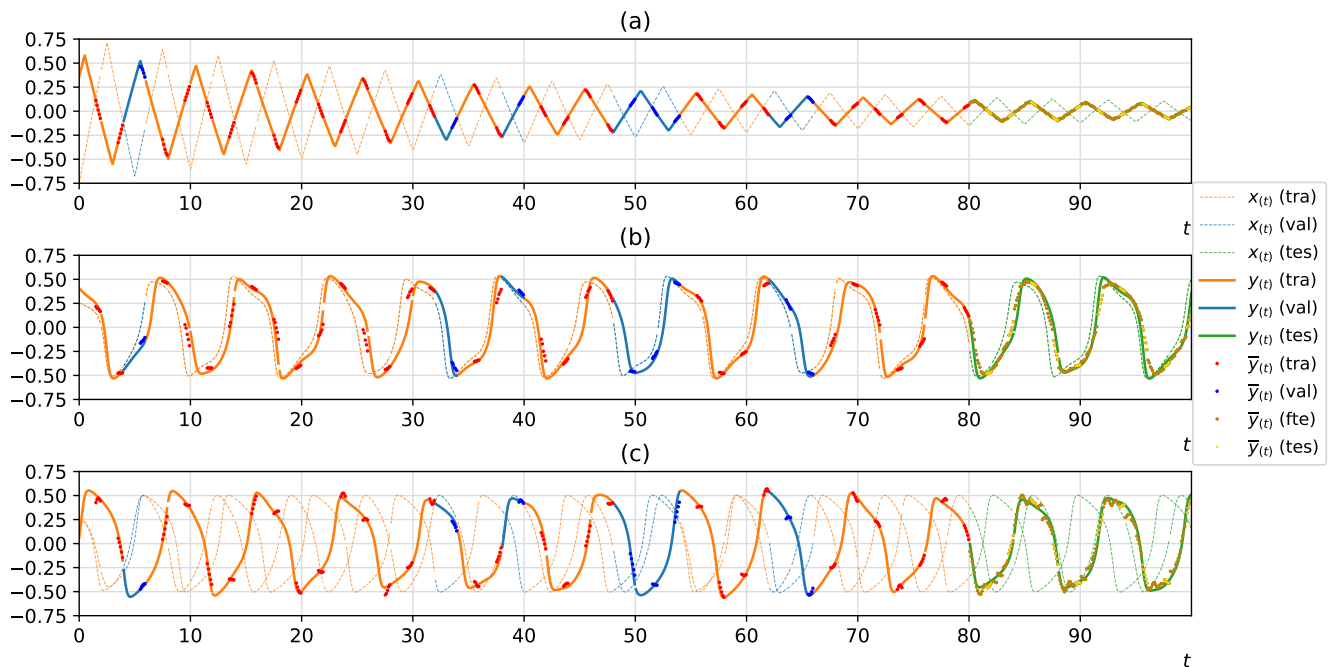 (a)
0.75
0.50
0.25
0.00
−0.25
−0.50
−0.75
0 10 20 30 40 50 60 70 80 90
t
(b)
0.75
0.50
0.25
0.00
−0.25
−0.50
−0.75
0 10 20 30 40 50 60 70 80 90
t
(c)
0.75
0.50
0.25
0.00
−0.25
−0.50
−0.75
0 10 20 30 40 50 60 70 80 90
t
x(t) (tra)
x(t) (val)
x(t) (tes)
y(t) (tra)
y(t) (val)
y(t) (tes)
y̅(t) (tra)
y̅(t) (val)
y̅(t) (fte)
y̅(t) (tes)